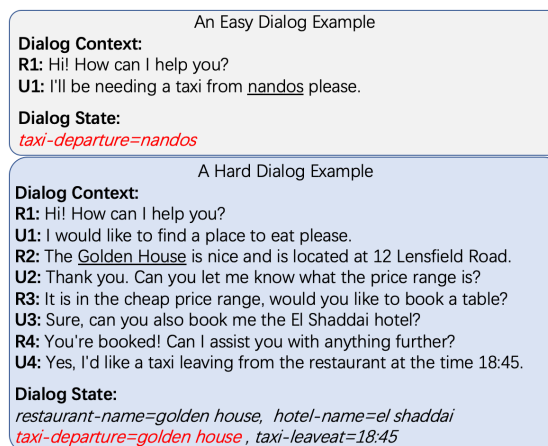 An Easy Dialog Example
Dialog Context:
R1: Hi! How can I help you?
U1: I'll be needing a taxi from nandos please.
Dialog State:
taxi-departure=nandos
A Hard Dialog Example
Dialog Context:
R1: Hi! How can I help you?
U1: I would like to find a place to eat please.
R2: The Golden House is nice and is located at 12 Lensfield Road.
U2: Thank you. Can you let me know what the price range is?
R3: It is in the cheap price range, would you like to book a table?
U3: Sure, can you also book me the El Shaddai hotel?
R4: You're booked! Can I assist you with anything further?
U4: Yes, I'd like a taxi leaving from the restaurant at the time 18:45.
Dialog State:
restaurant-name=golden house, hotel-name=el shaddai
taxi-departure=golden house , taxi-leaveat=18:45